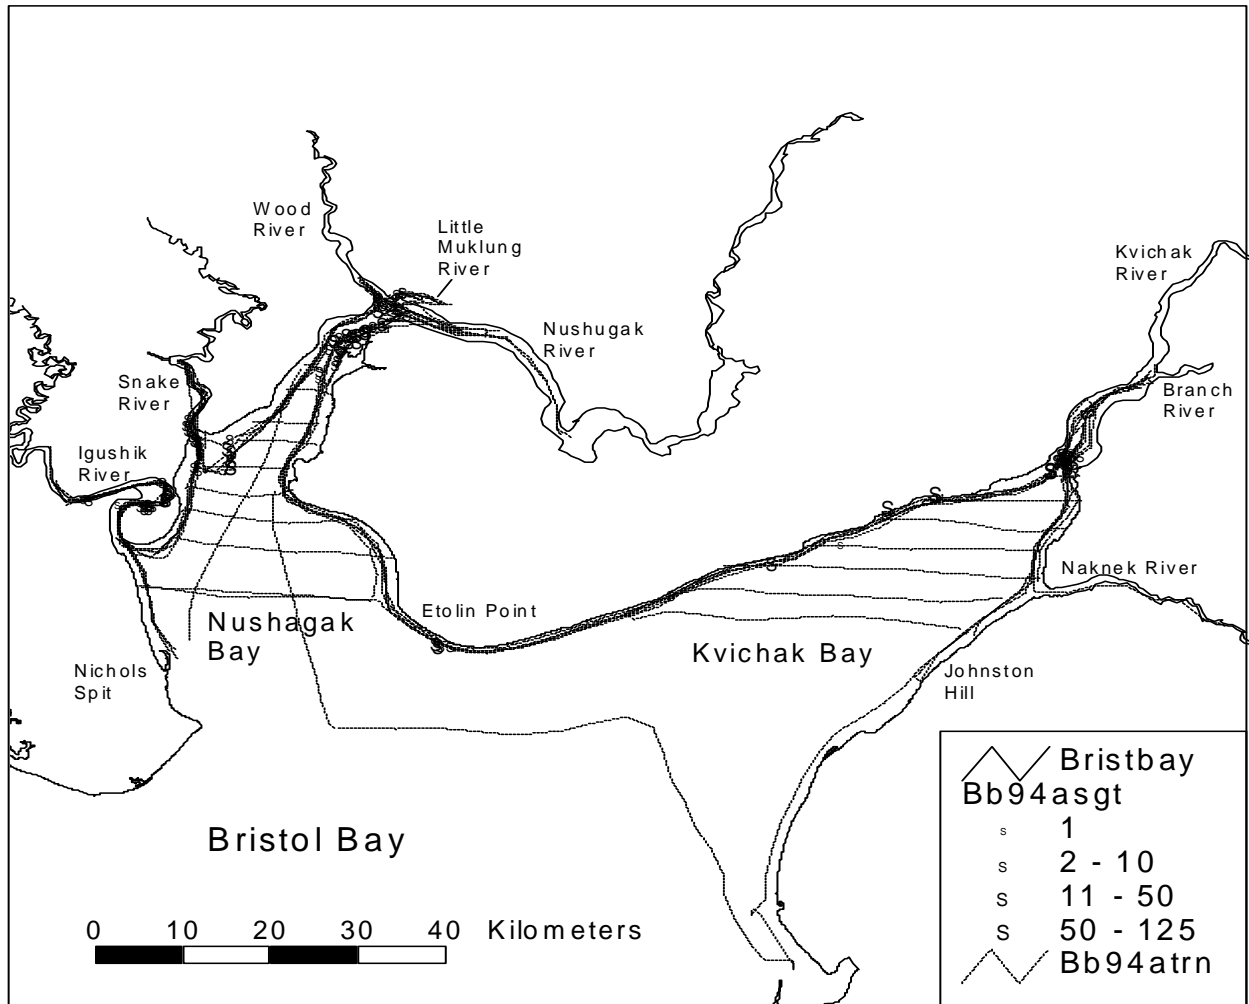 Wood
River
Little
Muklung
River
Kvichak
River
Nushugak
River
Snake
River
Branch
River
Igushik
River
Naknek River
Etolin Point
Nushagak
Bay
Kvichak Bay
Nichols
Spit
Johnston
Hill
Bristol Bay
0 10 20 30 40 Kilometers
Bristbay
Bb94asgt
s 1
s 2 - 10
s 11 - 50
s 50 - 125
Bb94atrn